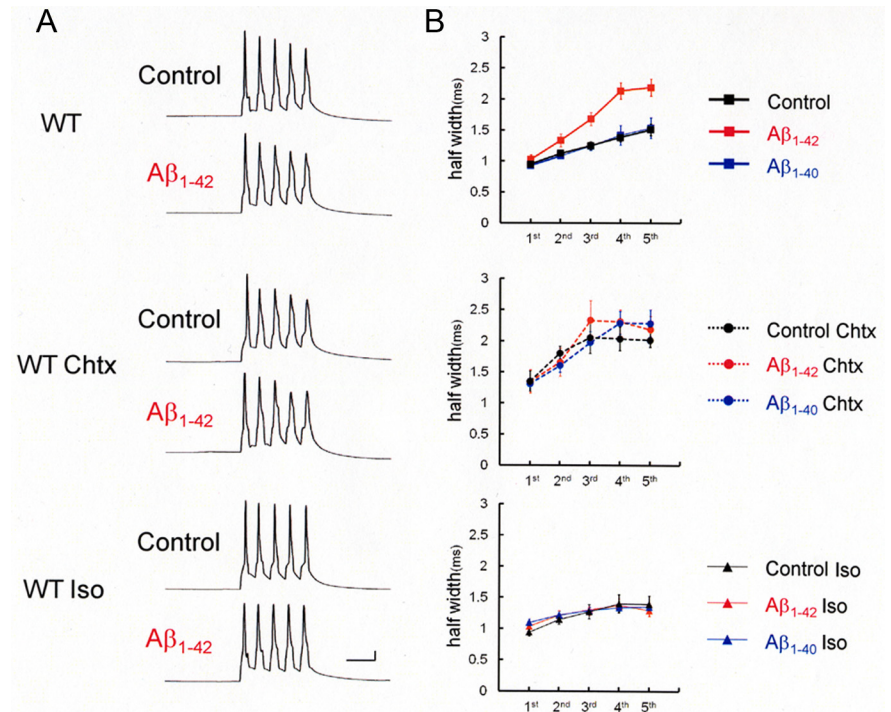 A
WT
Control
Aβ1-42
WT Chtx
Control
Aβ1-42
WT Iso
Control
Aβ1-42
B
3
2.5
2
1.5
1
0.5
0
half width(ms)
1st 2nd 3rd 4th 5th
Control
Aβ1-42
Aβ1-40
3
2.5
2
1.5
1
0.5
0
half width(ms)
1st 2nd 3rd 4th 5th
Control Chtx
Aβ1-42 Chtx
Aβ1-40 Chtx
3
2.5
2
1.5
1
0.5
0
half width(ms)
1st 2nd 3rd 4th 5th
Control Iso
Aβ1-42 Iso
Aβ1-40 Iso